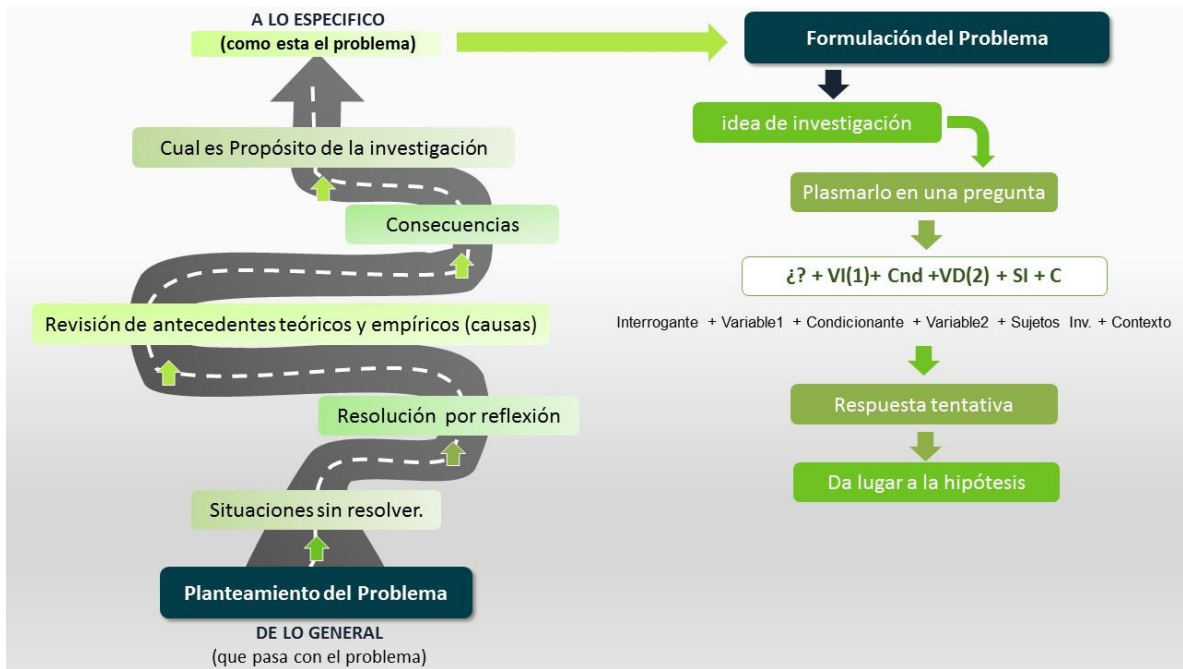 A LO ESPECIFICO
(como esta el problema)
Cual es Propósito de la investigación
Consecuencias
Revisión de antecedentes teóricos y empíricos (causas)
Resolución por reflexión
Situaciones sin resolver.
Planteamiento del Problema
DE LO GENERAL
(que pasa con el problema)
Formulación del Problema
idea de investigación
Plasmarlo en una pregunta
¿? + VI(1)+ Cnd +VD(2) + SI + C
Interrogante + Variable1 + Condicionante + Variable2 + Sujetos Inv. + Contexto
Respuesta tentativa
Da lugar a la hipótesis